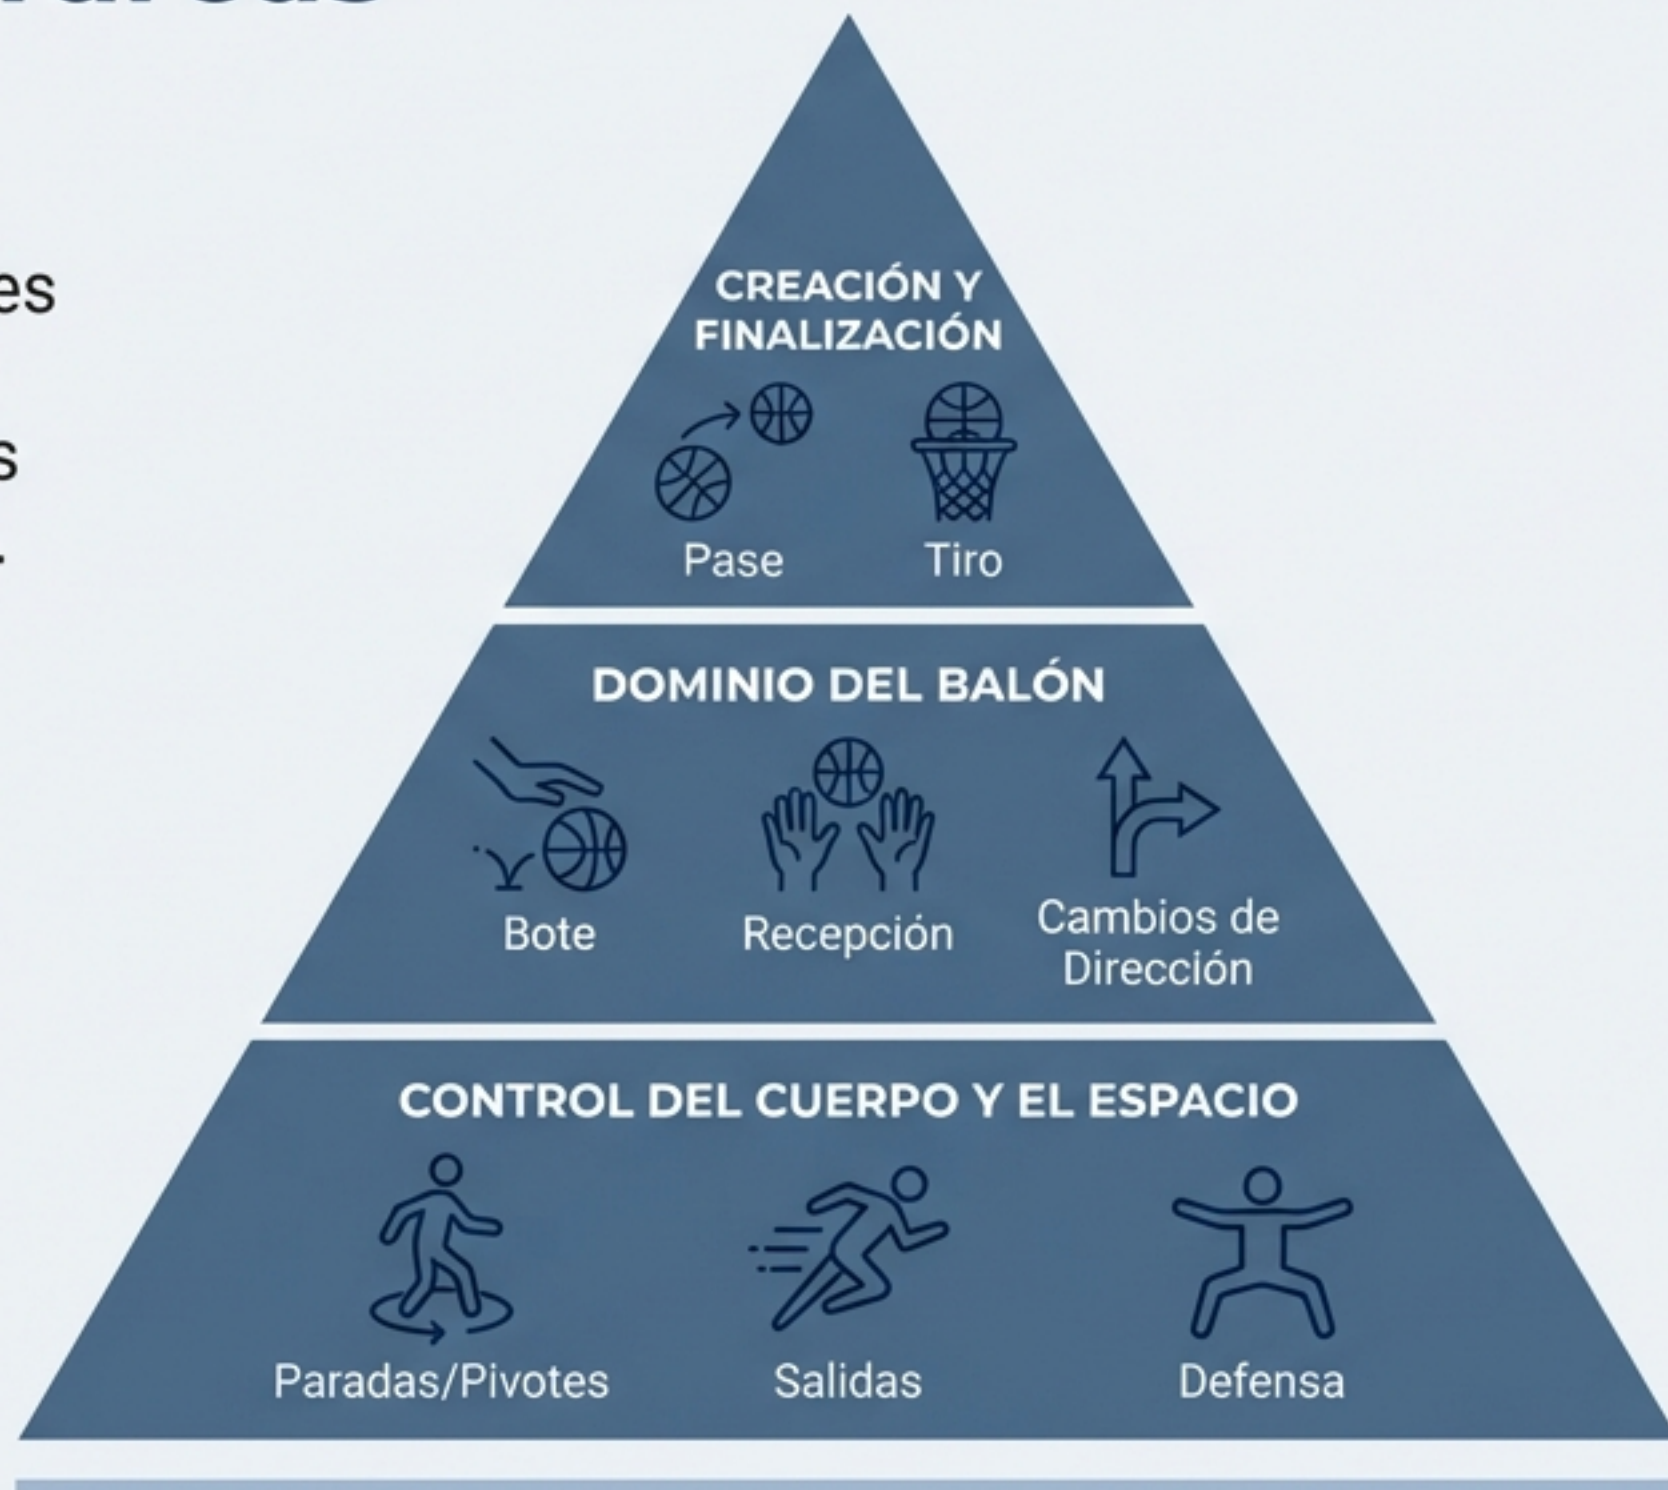 CREACIÓN Y
FINALIZACIÓN
Pase
Tiro
DOMINIO DEL BALÓN
Bote
Recepción
Cambios de
Dirección
CONTROL DEL CUERPO Y EL ESPACIO
Paradas/Pivotes
Salidas
Defensa